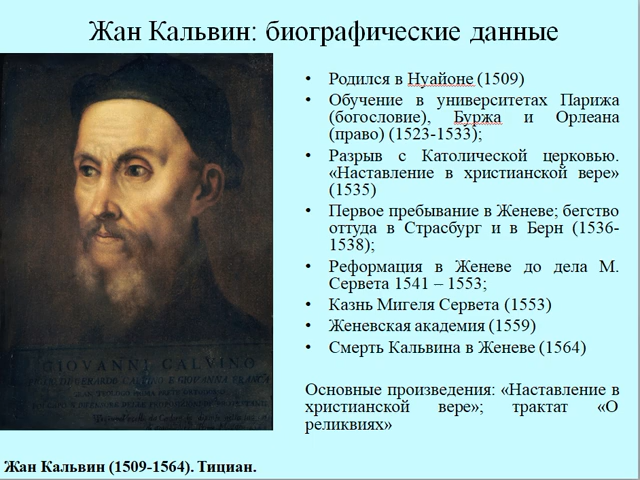 Жан Кальвин: биографические данные
• Родился в Нуайоне (1509)
• Обучение в университетах Парижа
(богословие), Буржа и Орлеана
(право) (1523-1533);
• Разрыв с Католической церковью.
«Наставление в христианской вере»
(1535)
• Первое пребывание в Женеве; бегство
оттуда в Страсбург и в Берн (1536-
1538);
• Реформация в Женеве до дела М.
Сервета 1541 – 1553;
• Казнь Мигеля Сервета (1553)
• Женевская академия (1559)
• Смерть Кальвина в Женеве (1564)
Основные произведения: «Наставление в
христианской вере»; трактат «О
реликвиях»
GIOVANNI CALVINO
Жан Кальвин (1509-1564). Тициан.